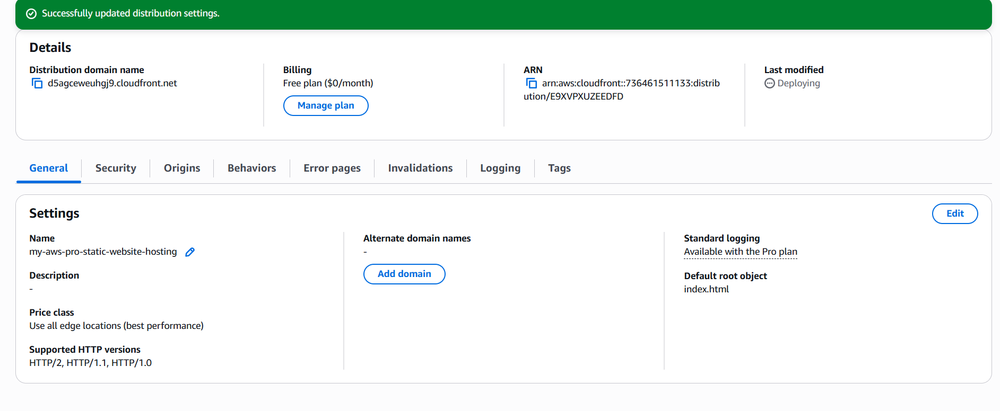 Successfully updated distribution settings.
Details
Distribution domain name
d5agceweuhgj9.cloudfront.net
Billing
Free plan ($0/month)
Manage plan
ARN
arn:aws:cloudfront::736461511133:distrib
ution/E9XVPXUZEEDFD
Last modified
Deploying
General
Security
Origins
Behaviors
Error pages
Invalidations
Logging
Tags
Settings
Edit
Name
my-aws-pro-static-website-hosting
Description
-
Price class
Use all edge locations (best performance)
Supported HTTP versions
HTTP/2, HTTP/1.1, HTTP/1.0
Alternate domain names
-
Add domain
Standard logging
Available with the Pro plan
Default root object
index.html